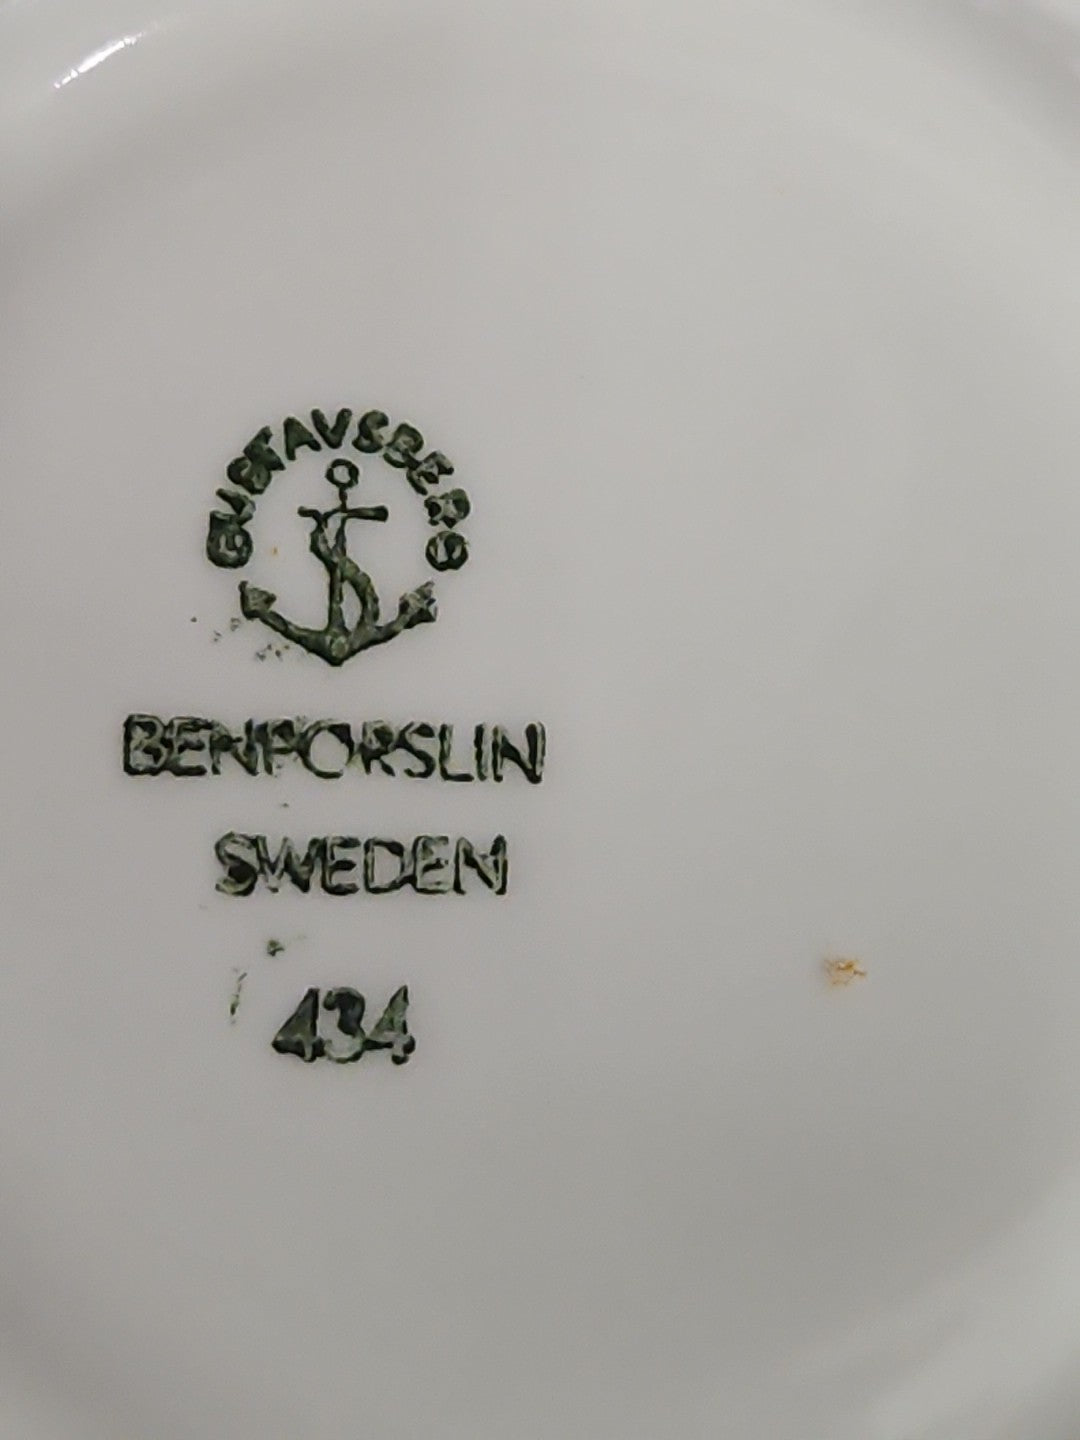 GUSTAVSBERG
BENPORSLIN
SWEDEN
434